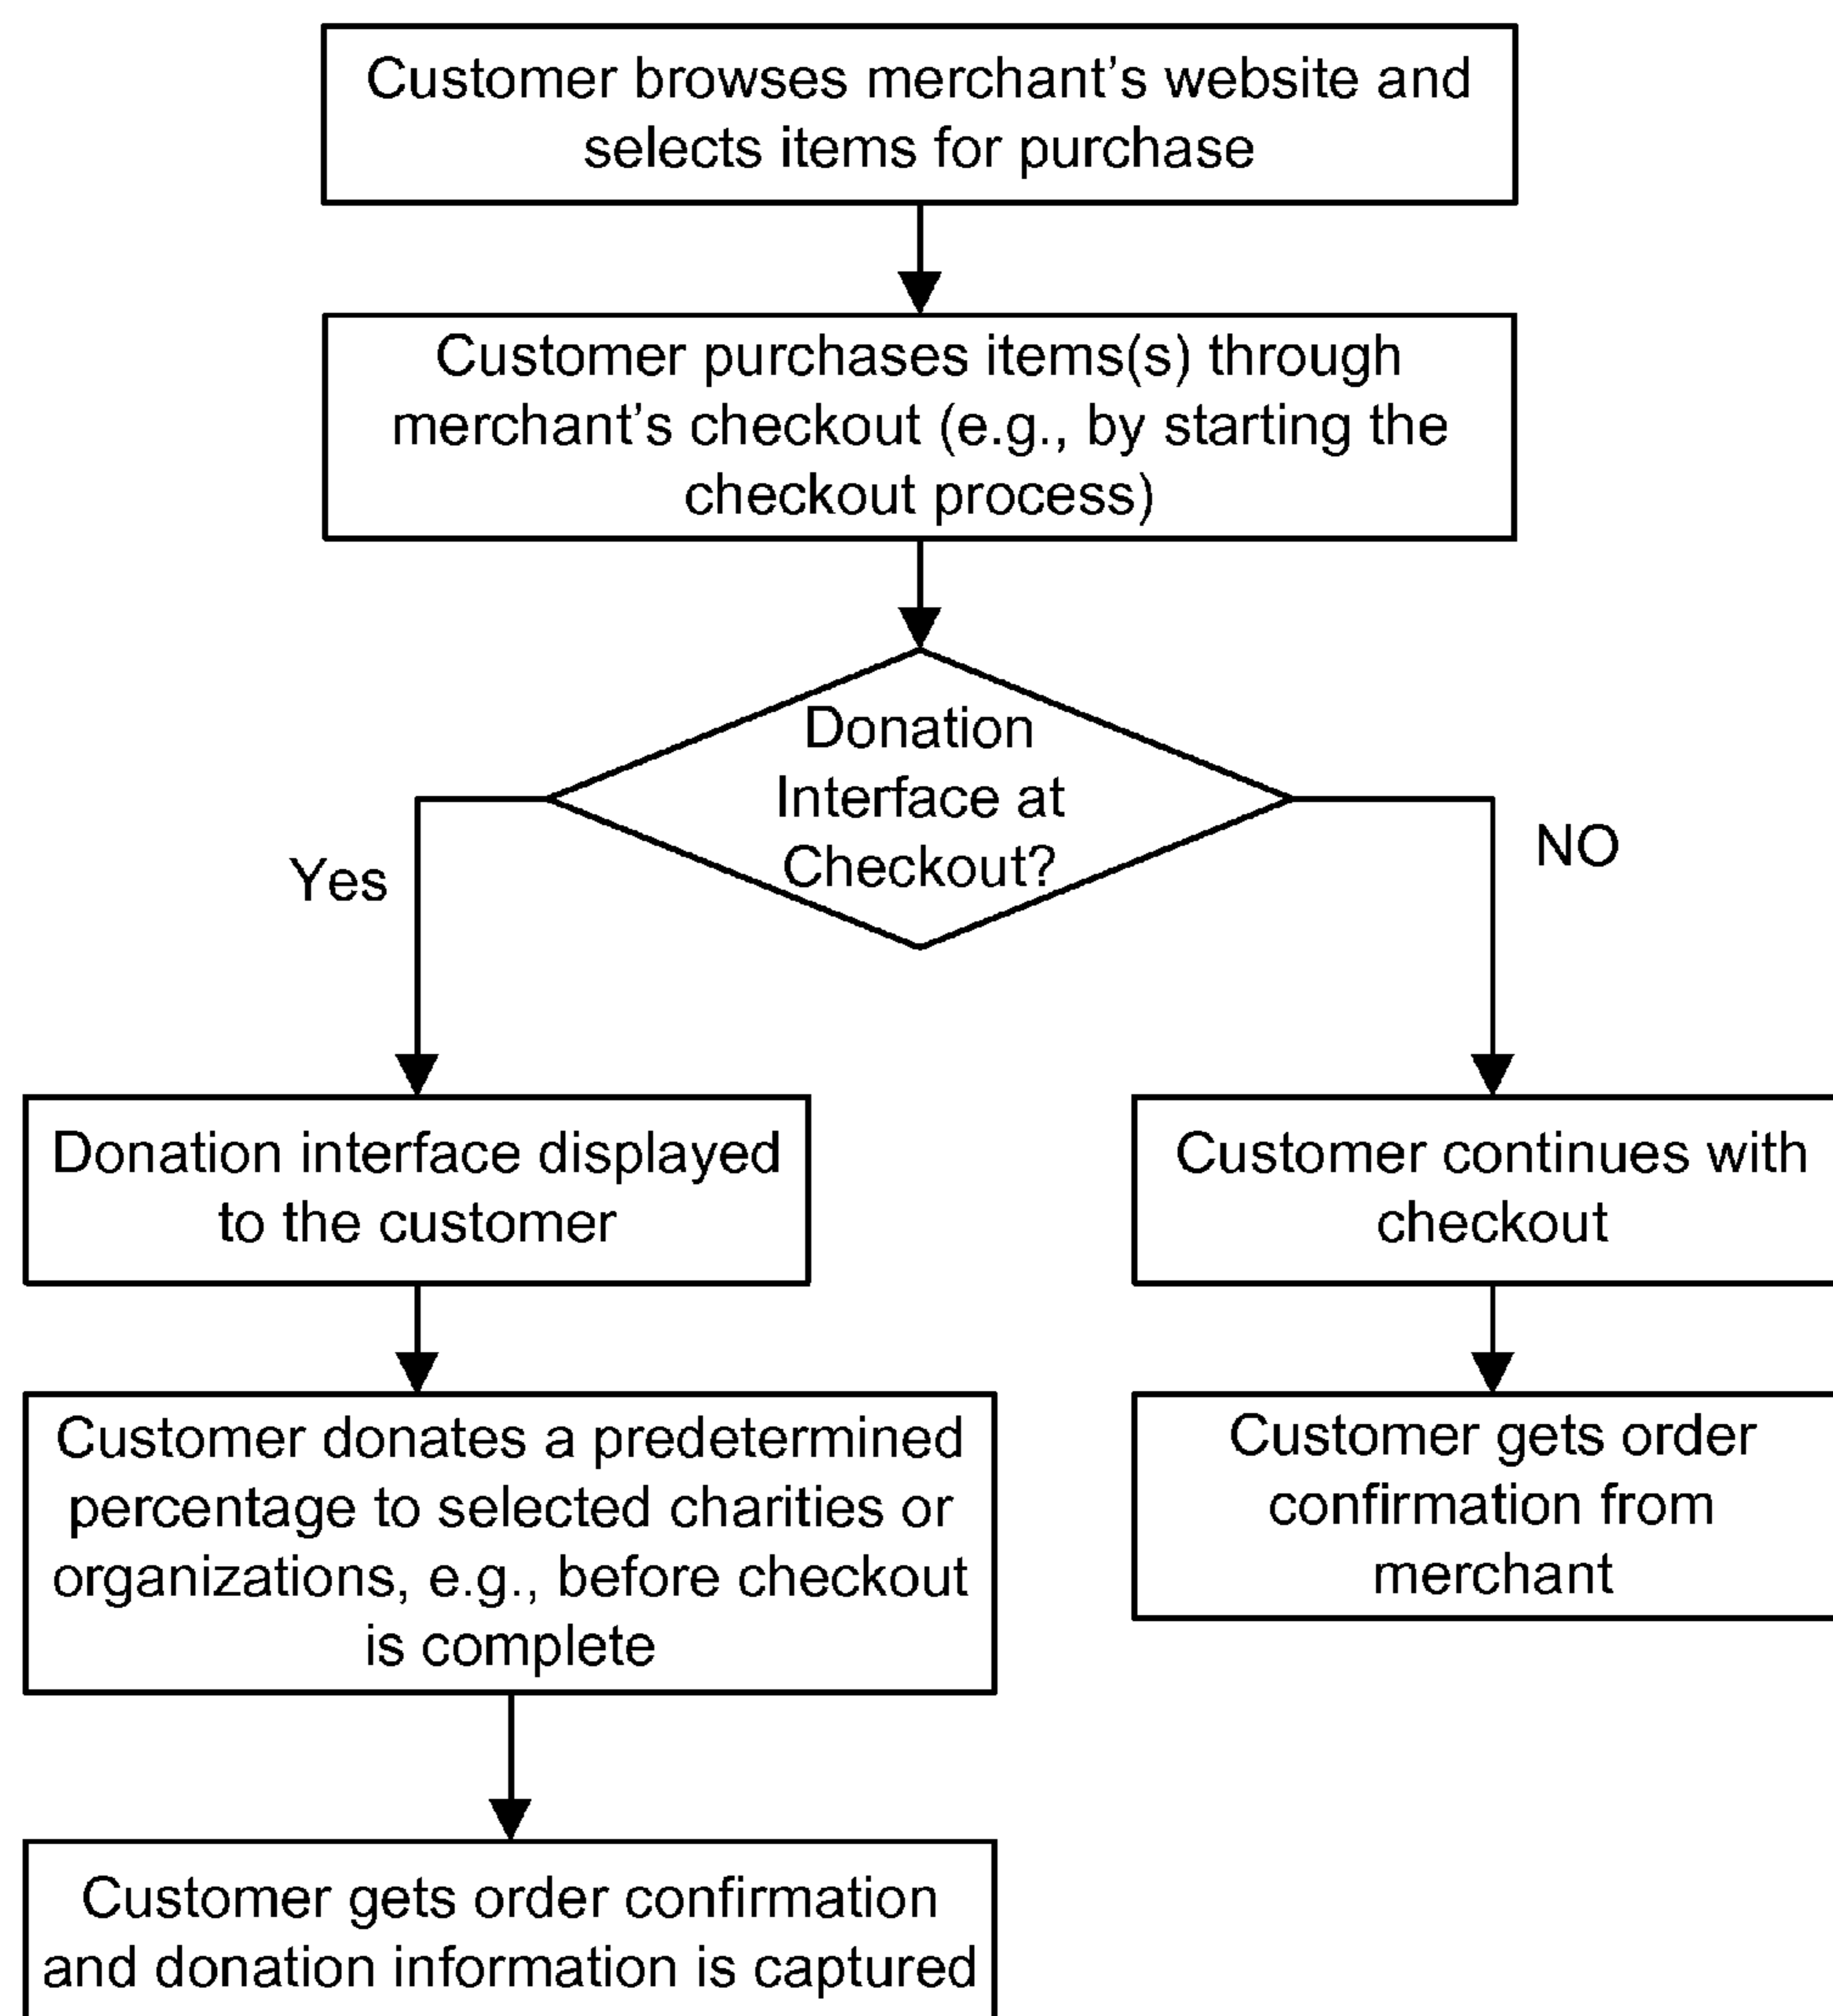 Customer browses merchant's website and
selects items for purchase
Customer purchases items(s) through
merchant's checkout (e.g., by starting the
checkout process)
Donation
Interface at
Checkout?
Yes
NO
Donation interface displayed
to the customer
Customer continues with
checkout
Customer donates a predetermined
percentage to selected charities or
organizations, e.g., before checkout
is complete
Customer gets order
confirmation from
merchant
Customer gets order confirmation
and donation information is captured